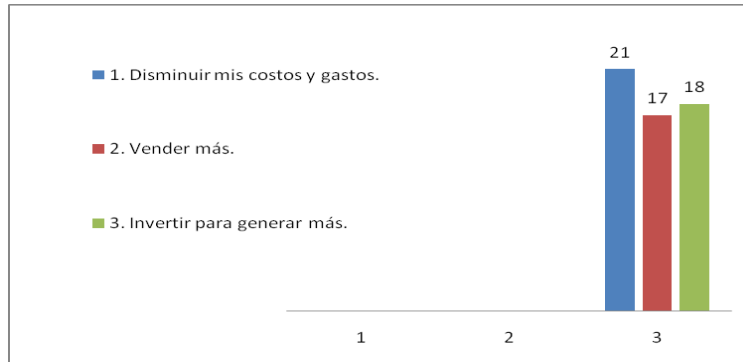 21
1. Disminuir mis costos y gastos.
17
18
2. Vender más.
3. Invertir para generar más.
1
2
3